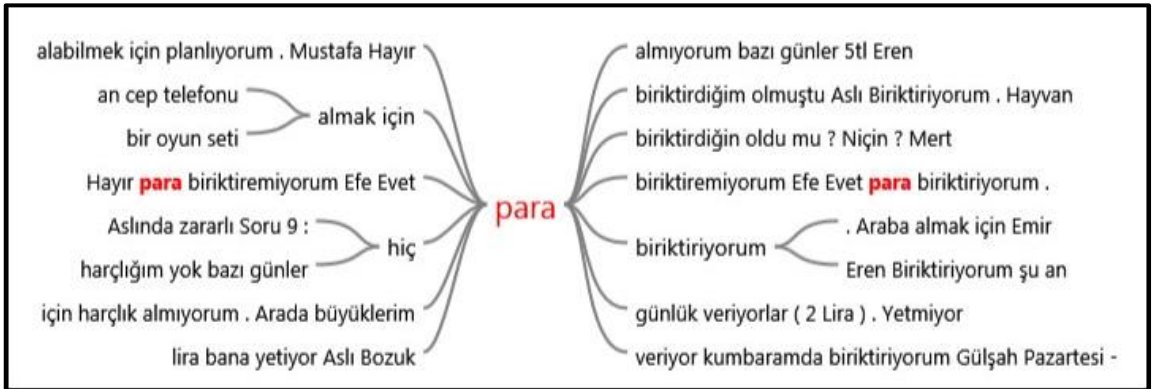 alabilmek için planlıyorum . Mustafa Hayır
an cep telefonu
bir oyun seti
almak için
Hayır para biriktiremiyorum Efe Evet
Aslında zararlı Soru 9 :
harçlığım yok bazı günler
hiç
için harçlık almıyorum . Arada büyüklerim
lira bana yetiyor Aslı Bozuk
para
almıyorum bazı günler 5tl Eren
biriktirdiğim olmuştu Aslı Biriktiriyorum . Hayvan
biriktirdiğin oldu mu ? Niçin ? Mert
biriktiremiyorum Efe Evet para biriktiriyorum .
biriktiriyorum
. Araba almak için Emir
Eren Biriktiriyorum şu an
günlük veriyorlar ( 2 Lira ) . Yetmiyor
veriyor kumbaramda biriktiriyorum Gülşah Pazartesi -